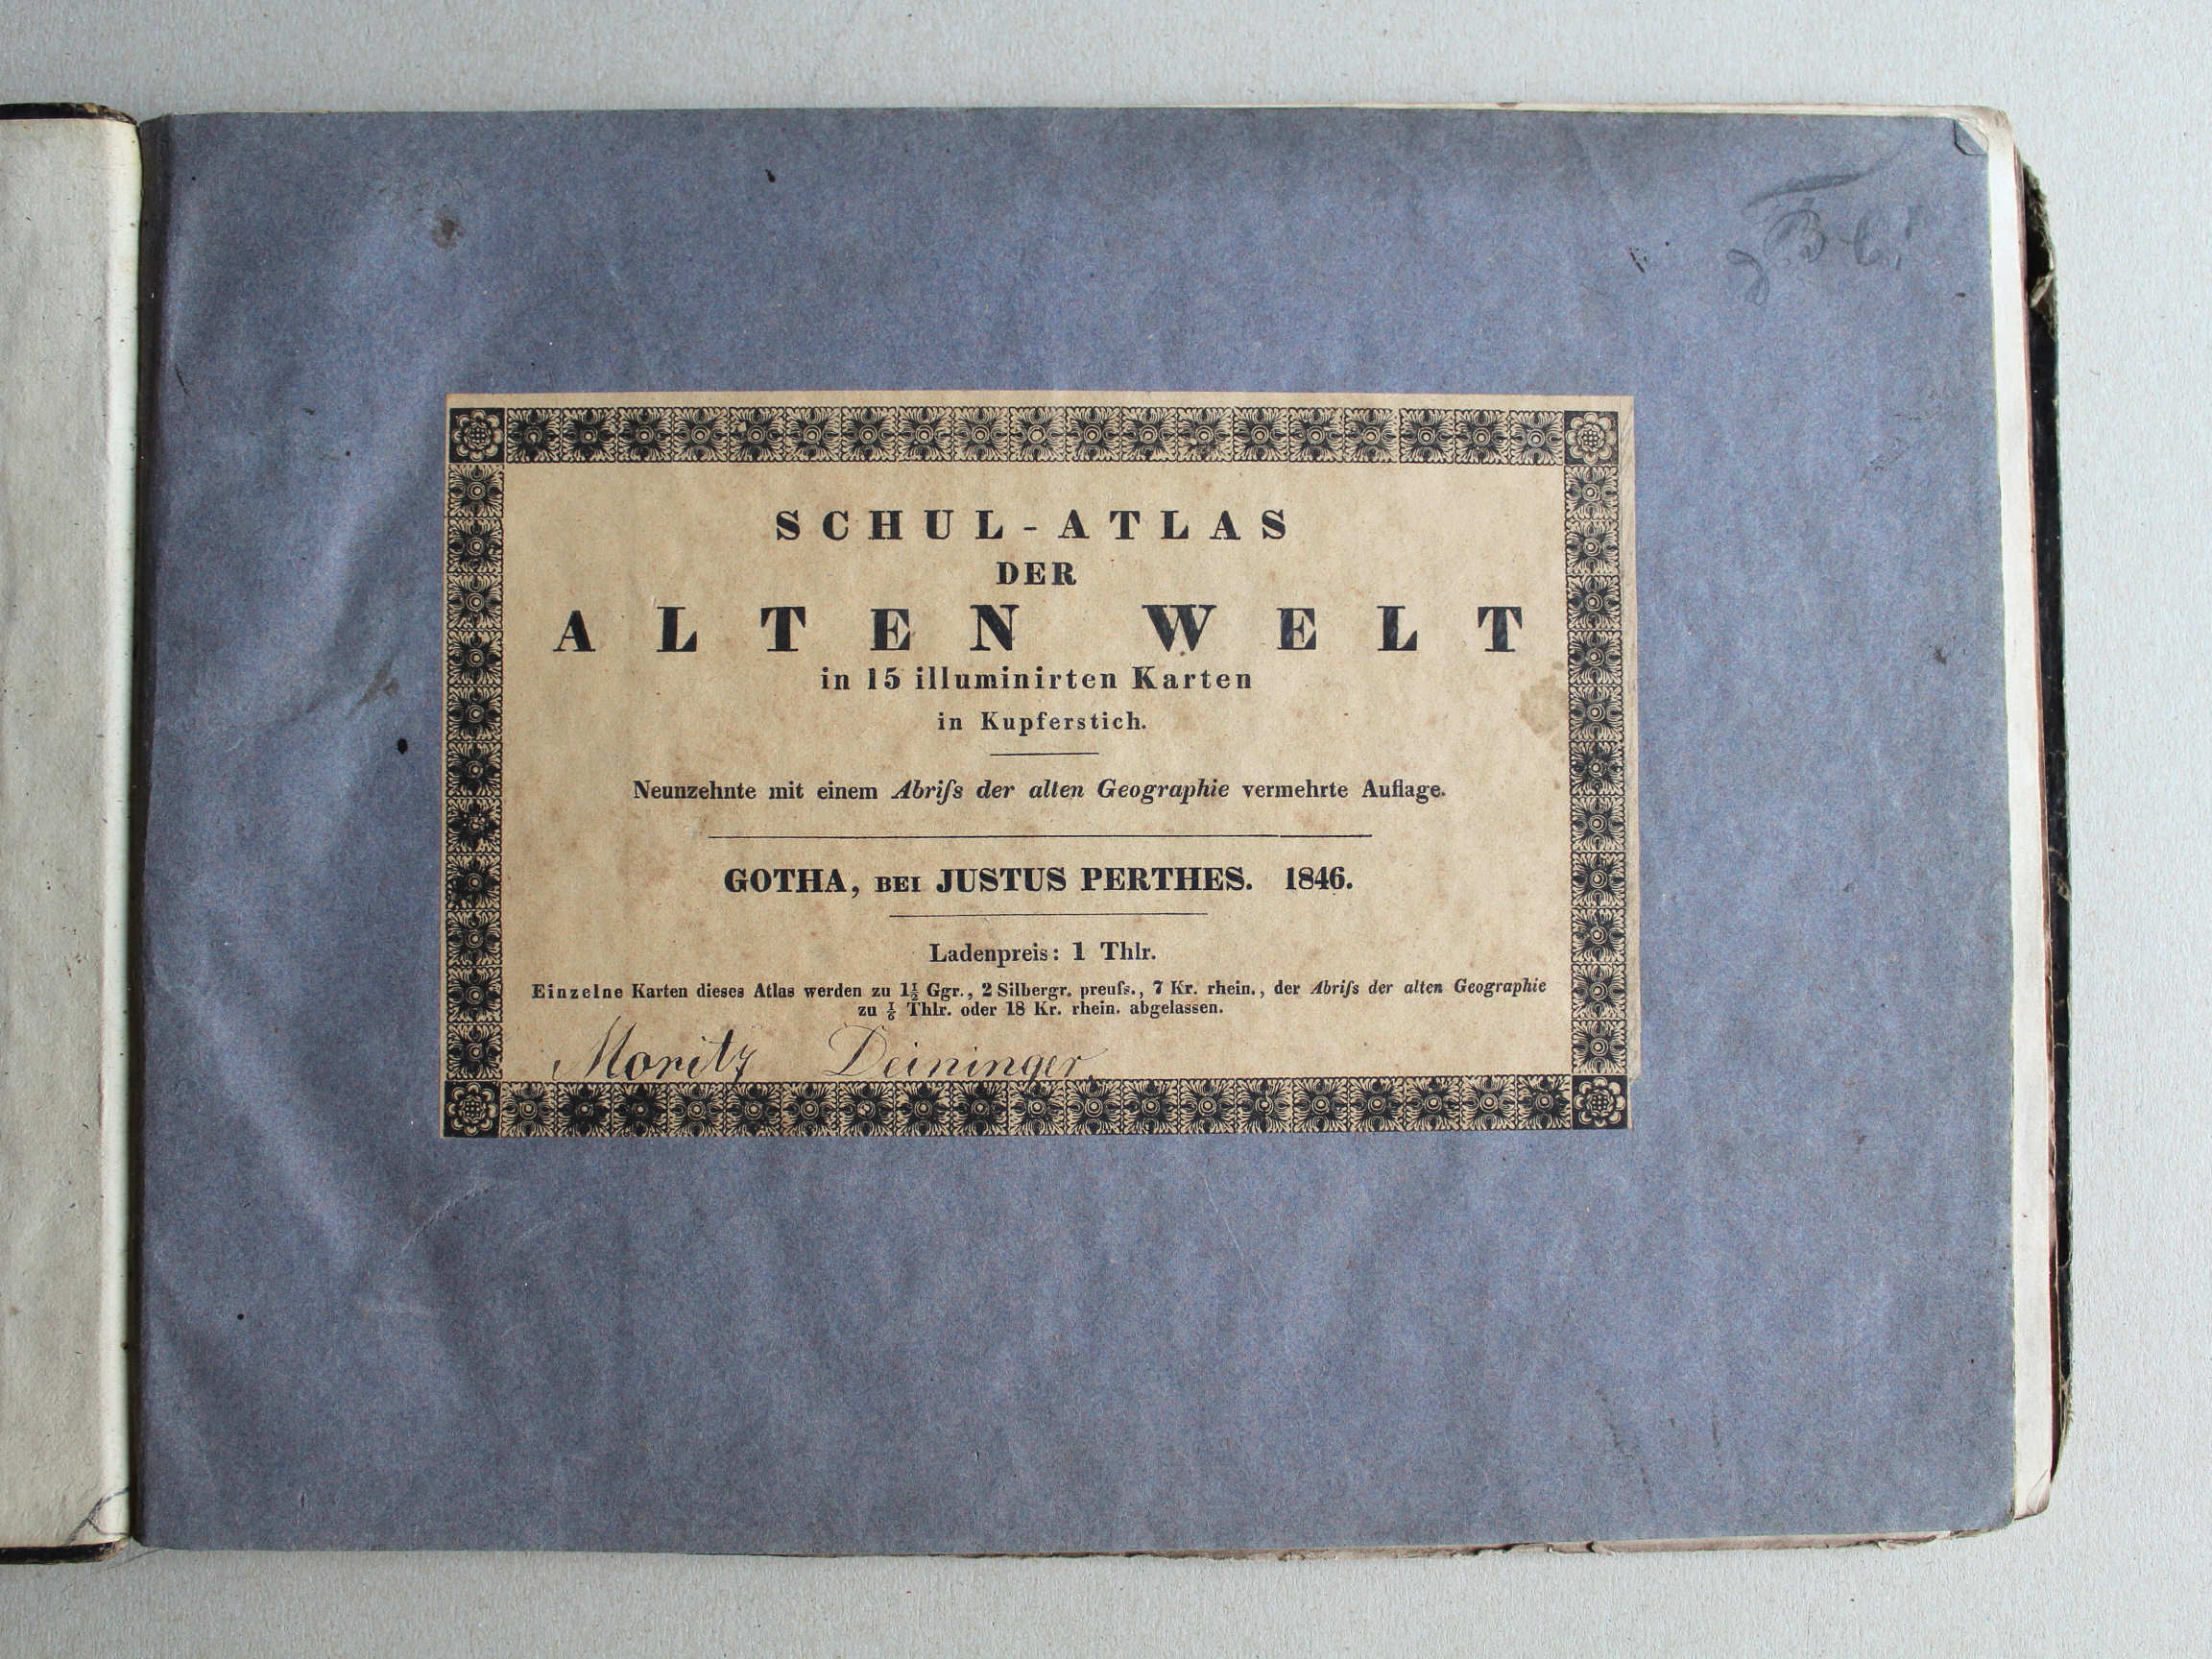 SCHUL-ATLAS
DER
ALTEN WELT
in 15 illuminirten Karten
in Kupferstich.
Neunzehnte mit einem Abriſs der alten Geographie vermehrte Auflage.
GOTHA, BEI JUSTUS PERTHES. 1846.
Ladenpreis: 1 Thlr.
Einzelne Karten dieses Atlas werden zu 1½ Ggr., 2 Silbergr. preuſs., 7 Kr. rhein., der Abriſs der alten Geographie
zu ⅙ Thlr. oder 18 Kr. rhein. abgelassen.
Moritz Deininger.